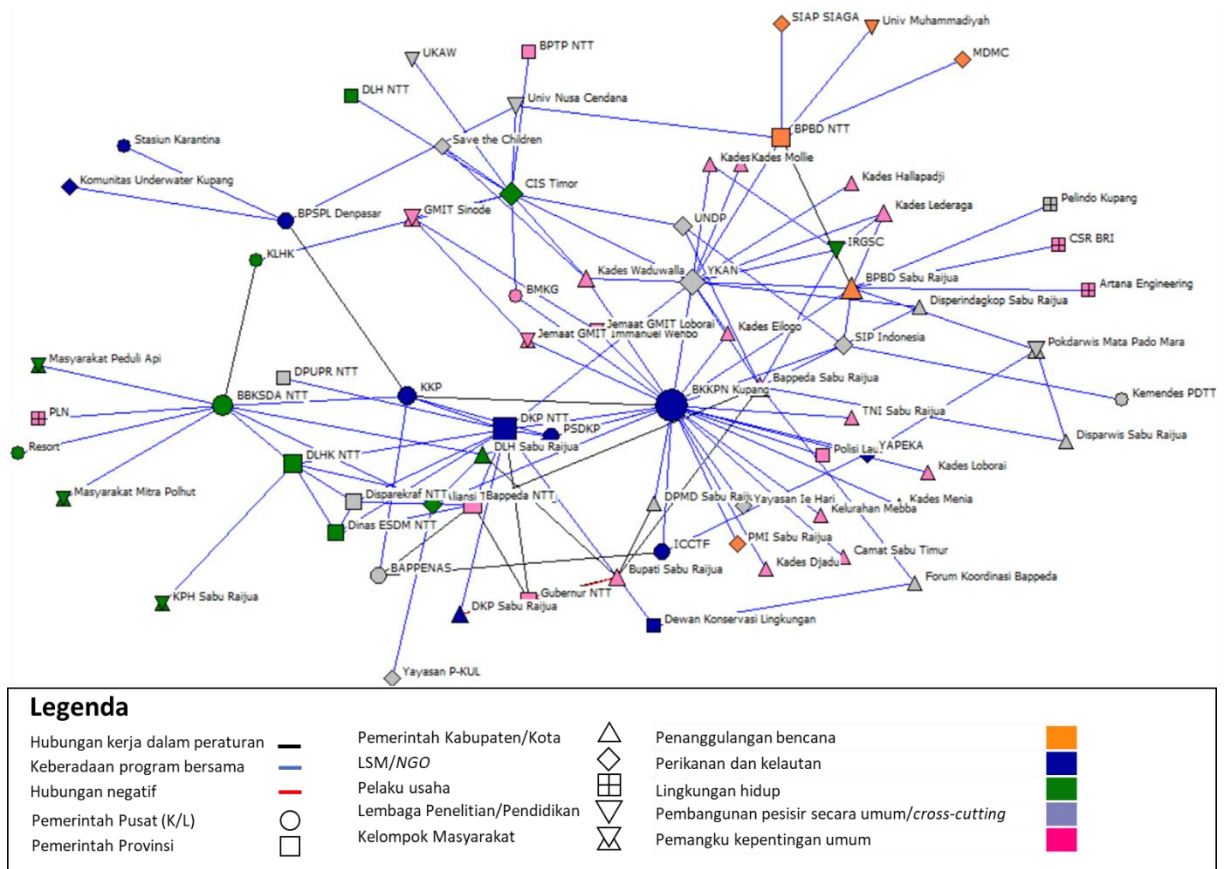 SIAP SIAGA
Univ Muhammadiyah
UKAW
BPTP NTT
MDMC
DLH NTT
Univ Nusa Cendana
BPBD NTT
Stasiun Karantina
Save the Children
Kades
Kades Mollie
Komunitas Underwater Kupang
CIS Timor
Kades Hallapadji
Pelindo Kupang
BPSPL Denpasar
GMIT Sinode
UNDP
Kades Lederaga
KLHK
IRGSC
CSR BRI
Kades Waduwalla
YKAN
BPBD Sabu Raijua
BMKG
Artana Engineering
Disperindagkop Sabu Raijua
Jemaat GMIT Loborai
Jemaat GMIT Immanuel Wehbo
Kades Eilogo
SIP Indonesia
Pokdarwis Mata Pado Mara
Masyarakat Peduli Api
DPUPR NTT
KKP
BKKPN Kupang
Bappeda Sabu Raijua
Kemendes PDTT
BBKSDA NTT
PLN
DKP NTT
PSDKP
TNI Sabu Raijua
Disparwis Sabu Raijua
Resort
DLH Sabu Raijua
Polisi Lau
YAPEKA
DLHK NTT
Kades Loborai
Masyarakat Mitra Polhut
Disparekraf NTT
Bappeda NTT
DPMD Sabu Raiju
Yayasan Ie Hari
Kades Menia
Kelurahan Mebba
Dinas ESDM NTT
PMI Sabu Raijua
ICCTF
Camat Sabu Timur
BAPPENAS
Bupati Sabu Raijua
Kades Djadu
Forum Koordinasi Bappeda
KPH Sabu Raijua
Gubernur NTT
DKP Sabu Raijua
Dewan Konservasi Lingkungan
Yayasan P-KUL
Legenda
Hubungan kerja dalam peraturan
Keberadaan program bersama
Hubungan negatif
Pemerintah Pusat (K/L)
Pemerintah Provinsi
Pemerintah Kabupaten/Kota
LSM/NGO
Pelaku usaha
Lembaga Penelitian/Pendidikan
Kelompok Masyarakat
Penanggulangan bencana
Perikanan dan kelautan
Lingkungan hidup
Pembangunan pesisir secara umum/cross-cutting
Pemangku kepentingan umum